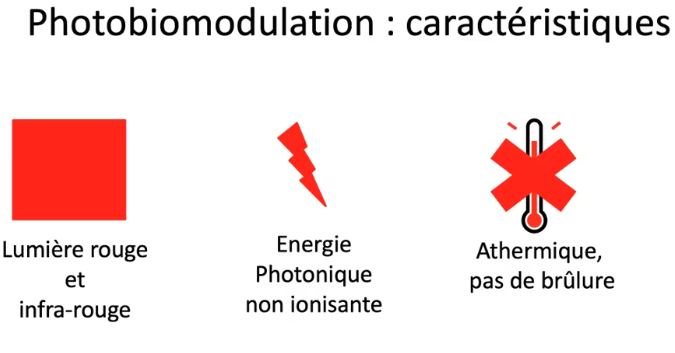 Photobiomodulation : caractéristiques
Lumière rouge
et
infra-rouge
Energie
Photonique
non ionisante
Athermique,
pas de brûlure